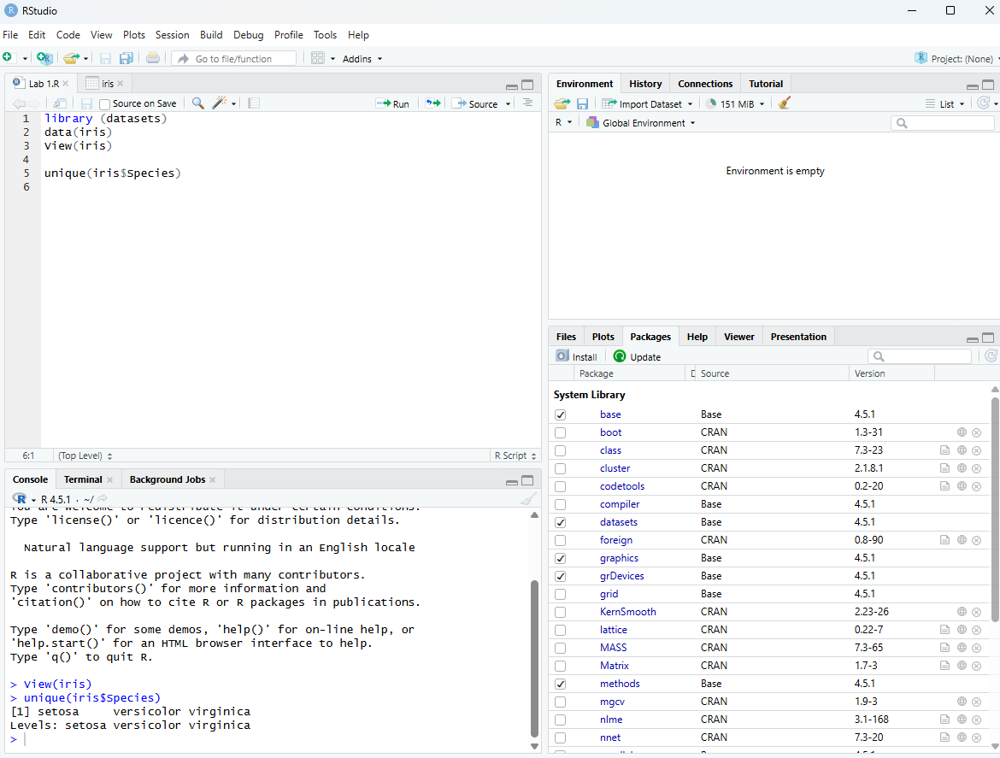 RStudio
File Edit Code View Plots Session Build Debug Profile Tools Help
Go to file/function Addins Project: (None)
Lab 1.R iris
Source on Save Run Source
1 library (datasets)
2 data(iris)
3 View(iris)
4
5 unique(iris$Species)
6
6:1 (Top Level) R Script
Console Terminal Background Jobs
R 4.5.1 · ~/
You are welcome to redistribute it under certain conditions.
Type 'license()' or 'licence()' for distribution details.
Natural language support but running in an English locale
R is a collaborative project with many contributors.
Type 'contributors()' for more information and
'citation()' on how to cite R or R packages in publications.
Type 'demo()' for some demos, 'help()' for on-line help, or
'help.start()' for an HTML browser interface to help.
Type 'q()' to quit R.
> View(iris)
> unique(iris$Species)
[1] setosa     versicolor virginica
Levels: setosa versicolor virginica
>
Environment History Connections Tutorial
Import Dataset 151 MiB List
R Global Environment
Environment is empty
Files Plots Packages Help Viewer Presentation
Install Update
Package D Source Version
System Library
base Base 4.5.1
boot CRAN 1.3-31
class CRAN 7.3-23
cluster CRAN 2.1.8.1
codetools CRAN 0.2-20
compiler Base 4.5.1
datasets Base 4.5.1
foreign CRAN 0.8-90
graphics Base 4.5.1
grDevices Base 4.5.1
grid Base 4.5.1
KernSmooth CRAN 2.23-26
lattice CRAN 0.22-7
MASS CRAN 7.3-65
Matrix CRAN 1.7-3
methods Base 4.5.1
mgcv CRAN 1.9-3
nlme CRAN 3.1-168
nnet CRAN 7.3-20